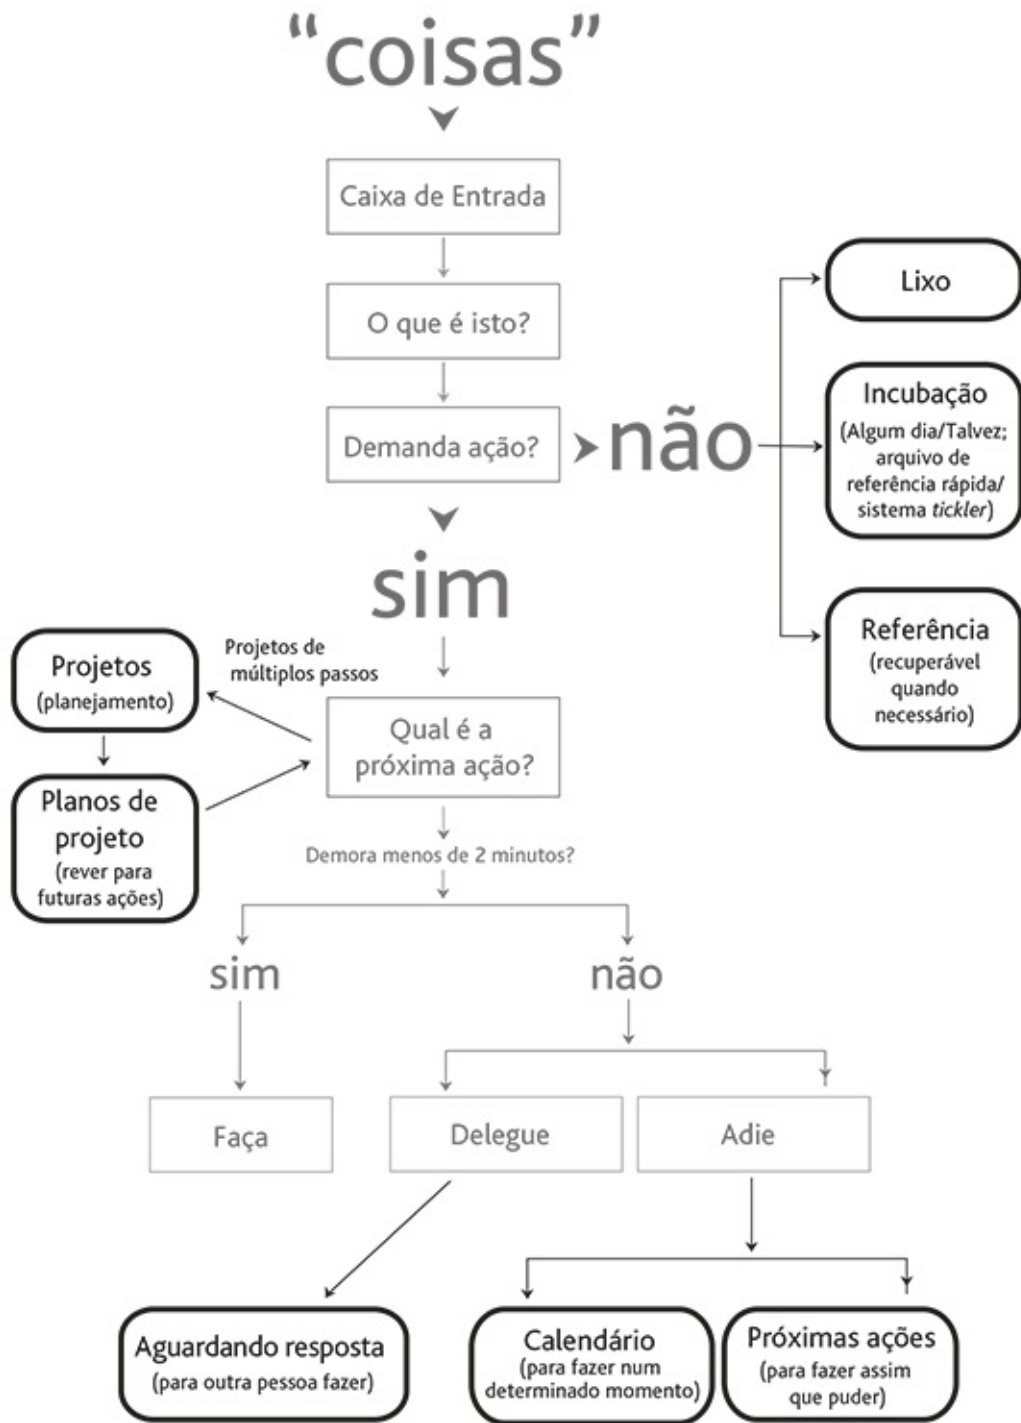 “coisas”
Caixa de Entrada
O que é isto?
Demanda ação?
não
Lixo
Incubação
(Algum dia/Talvez;
arquivo de
referência rápida/
sistema tickler)
Referência
(recuperável
quando
necessário)
sim
Projetos de
múltiplos passos
Projetos
(planejamento)
Planos de
projeto
(rever para
futuras ações)
Qual é a
próxima ação?
Demora menos de 2 minutos?
sim
não
Faça
Delegue
Adie
Aguardando resposta
(para outra pessoa fazer)
Calendário
(para fazer num
determinado momento)
Próximas ações
(para fazer assim
que puder)